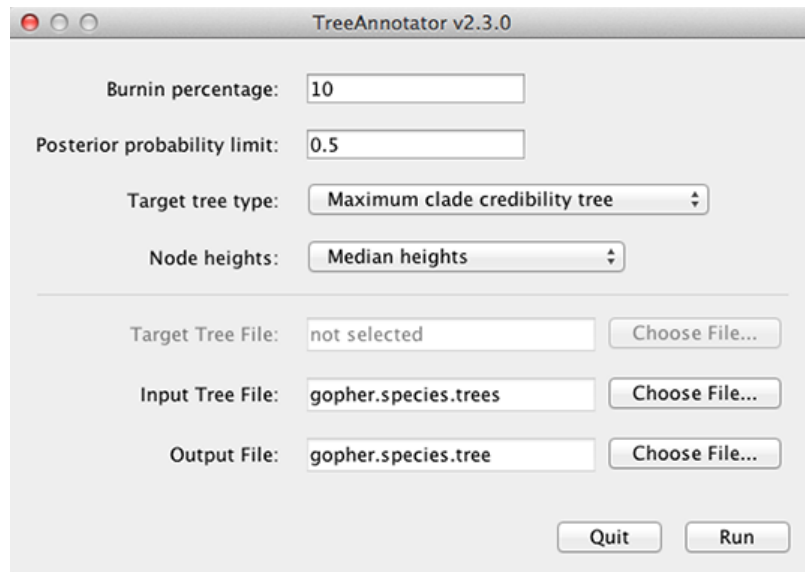 TreeAnnotator v2.3.0
Burnin percentage: 10
Posterior probability limit: 0.5
Target tree type: Maximum clade credibility tree
Node heights: Median heights
Target Tree File: not selected Choose File...
Input Tree File: gopher.species.trees Choose File...
Output File: gopher.species.tree Choose File...
Quit Run